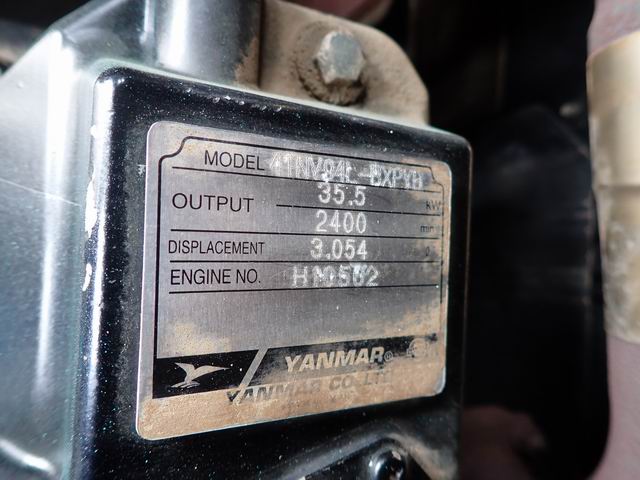 MODEL 4TNV94L-BXPYB
OUTPUT 35.5 kW
2400 min
DISPLACEMENT 3.054 ℓ
ENGINE NO.
YANMAR®
YANMAR CO., LTD.